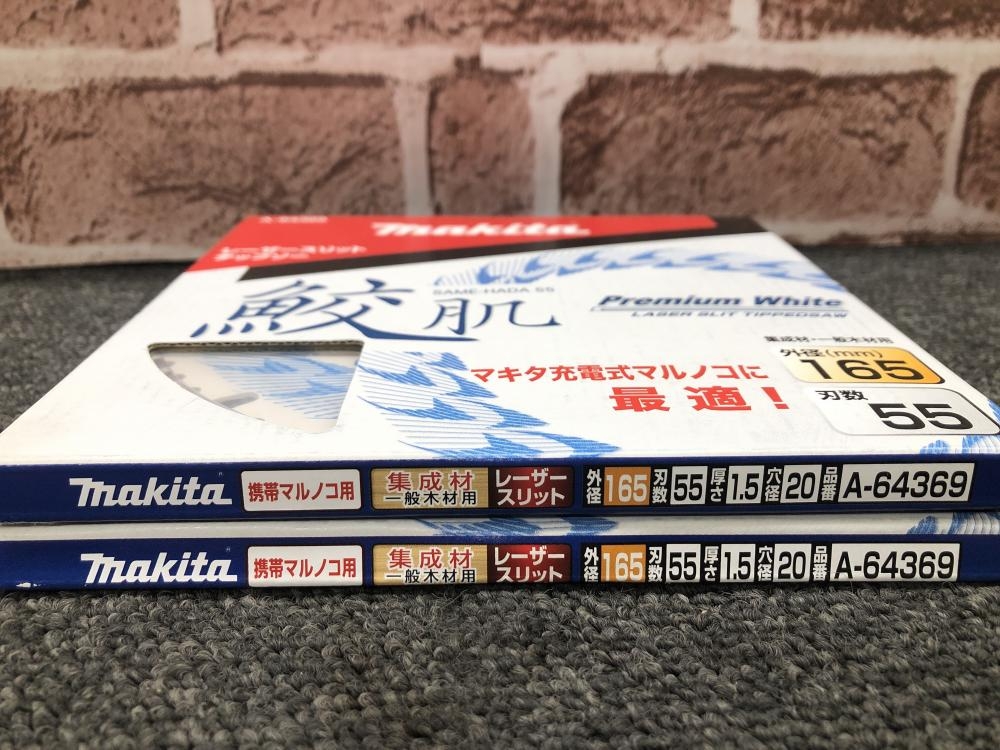 makita
レーザースリット
チップソー
鮫肌
SAME-HADA 55
Premium White
LASER SLIT TIPPEDSAW
集成材・一般木材用
マキタ充電式マルノコに
最適！
外径(mm)
165
刃数
55
makita 携帯マルノコ用 集成材 一般木材用 レーザースリット 外径 165 刃数 55 厚さ 1.5 穴径 20 品番 A-64369
makita 携帯マルノコ用 集成材 一般木材用 レーザースリット 外径 165 刃数 55 厚さ 1.5 穴径 20 品番 A-64369